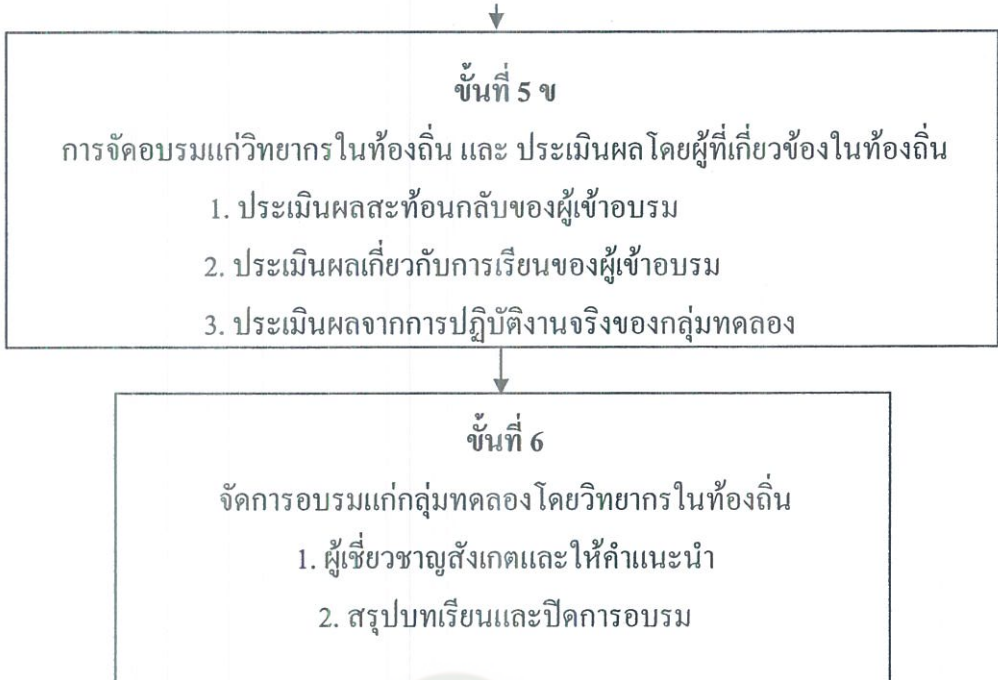 ขั้นที่ 5 ข
การจัดอบรมแก่วิทยากรในท้องถิ่น และ ประเมินผลโดยผู้ที่เกี่ยวข้องในท้องถิ่น
1. ประเมินผลสะท้อนกลับของผู้เข้าอบรม
2. ประเมินผลเกี่ยวกับการเรียนของผู้เข้าอบรม
3. ประเมินผลจากการปฏิบัติงานจริงของกลุ่มทดลอง
ขั้นที่ 6
จัดการอบรมแก่กลุ่มทดลองโดยวิทยากรในท้องถิ่น
1. ผู้เชี่ยวชาญสังเกตและให้คำแนะนำ
2. สรุปบทเรียนและปิดการอบรม